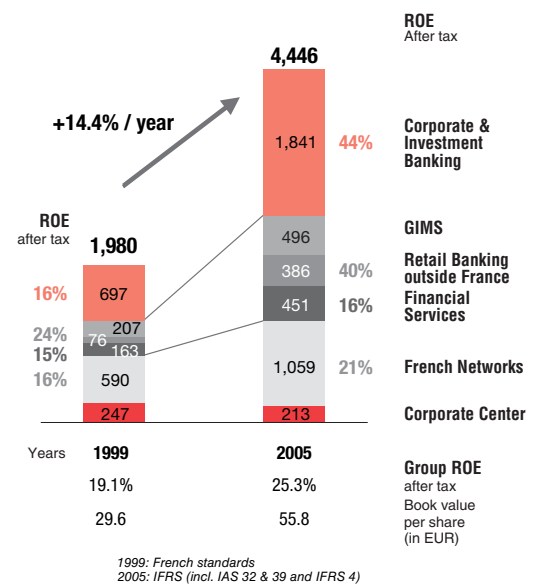 ROE
After tax
4,446
+14.4% / year
1,841
44%
Corporate &
Investment
Banking
ROE
after tax
1,980
496
GIMS
386
40%
Retail Banking
outside France
16%
697
451
16%
Financial
Services
24%
76
207
15%
163
16%
590
1,059
21%
French Networks
247
213
Corporate Center
Years
1999
2005
Group ROE
after tax
19.1%
25.3%
Book value
per share
(in EUR)
29.6
55.8
1999: French standards
2005: IFRS (incl. IAS 32 & 39 and IFRS 4)